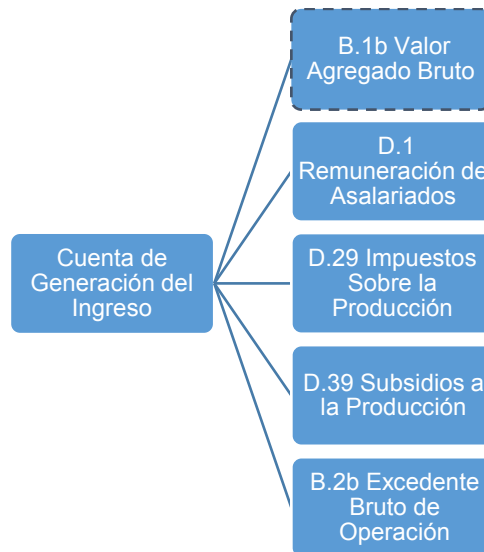 B.1b Valor
Agregado Bruto
D.1
Remuneración de
Asalariados
Cuenta de
Generación del
Ingreso
D.29 Impuestos
Sobre la
Producción
D.39 Subsidios a
la Producción
B.2b Excedente
Bruto de
Operación